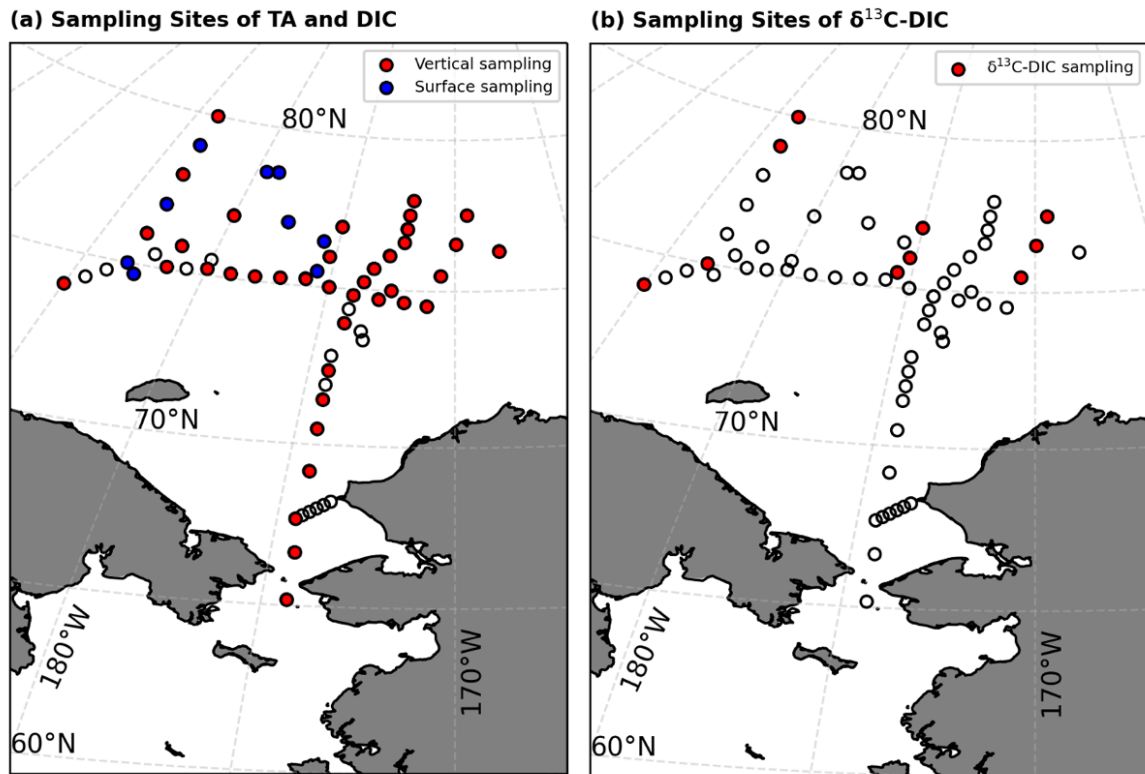 (a) Sampling Sites of TA and DIC
Vertical sampling
Surface sampling
80°N
70°N
180°W
170°W
60°N
(b) Sampling Sites of δ¹³C-DIC
δ¹³C-DIC sampling
80°N
70°N
180°W
170°W
60°N